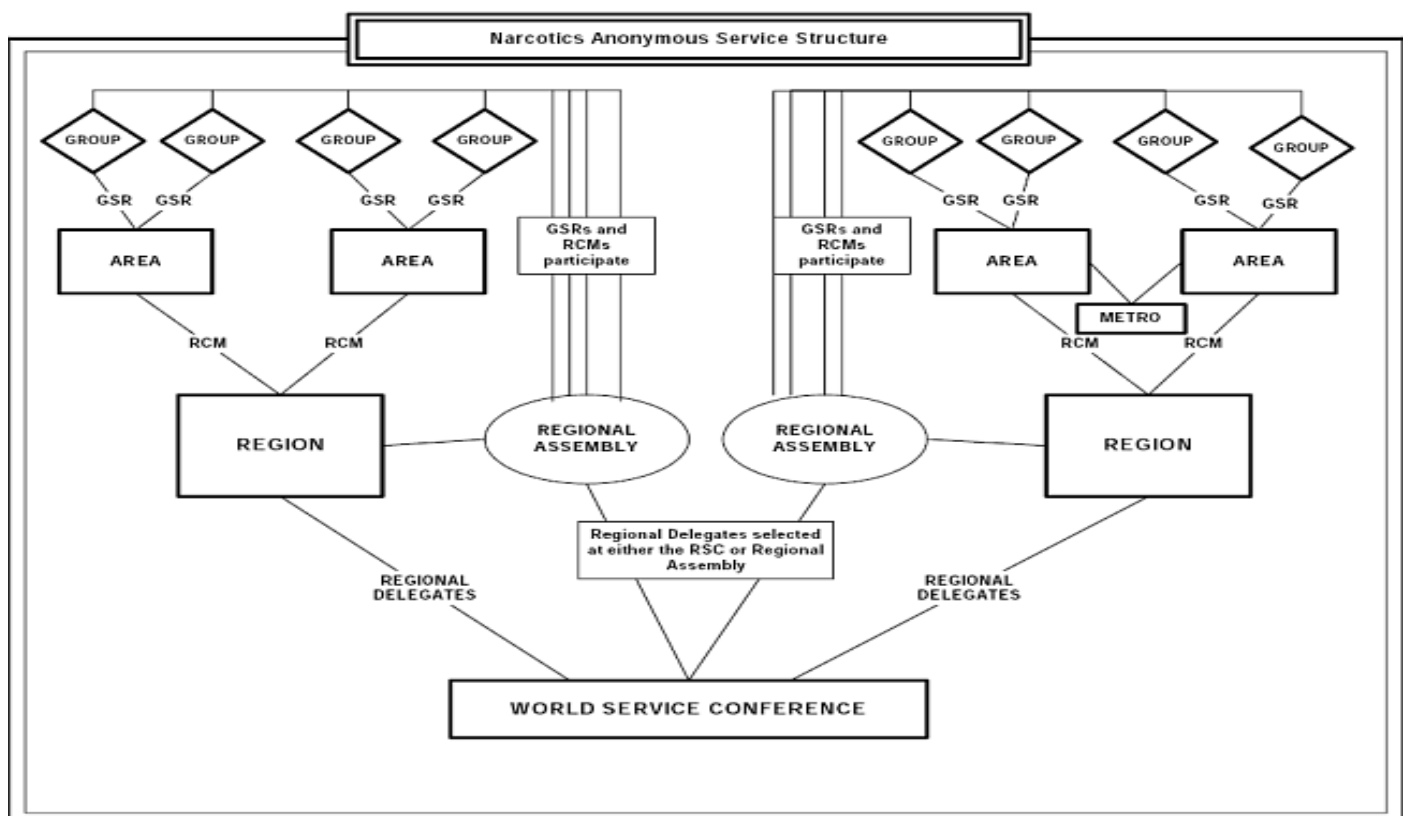 Narcotics Anonymous Service Structure
GROUP
GROUP
GROUP
GROUP
GROUP
GROUP
GROUP
GROUP
GSR
GSR
GSR
GSR
GSR
GSR
GSR
GSR
GSRs and
RCMs
participate
GSRs and
RCMs
participate
AREA
AREA
AREA
AREA
METRO
RCM
RCM
RCM
RCM
REGION
REGIONAL
ASSEMBLY
REGIONAL
ASSEMBLY
REGION
Regional Delegates selected
at either the RSC or Regional
Assembly
REGIONAL
DELEGATES
REGIONAL
DELEGATES
WORLD SERVICE CONFERENCE